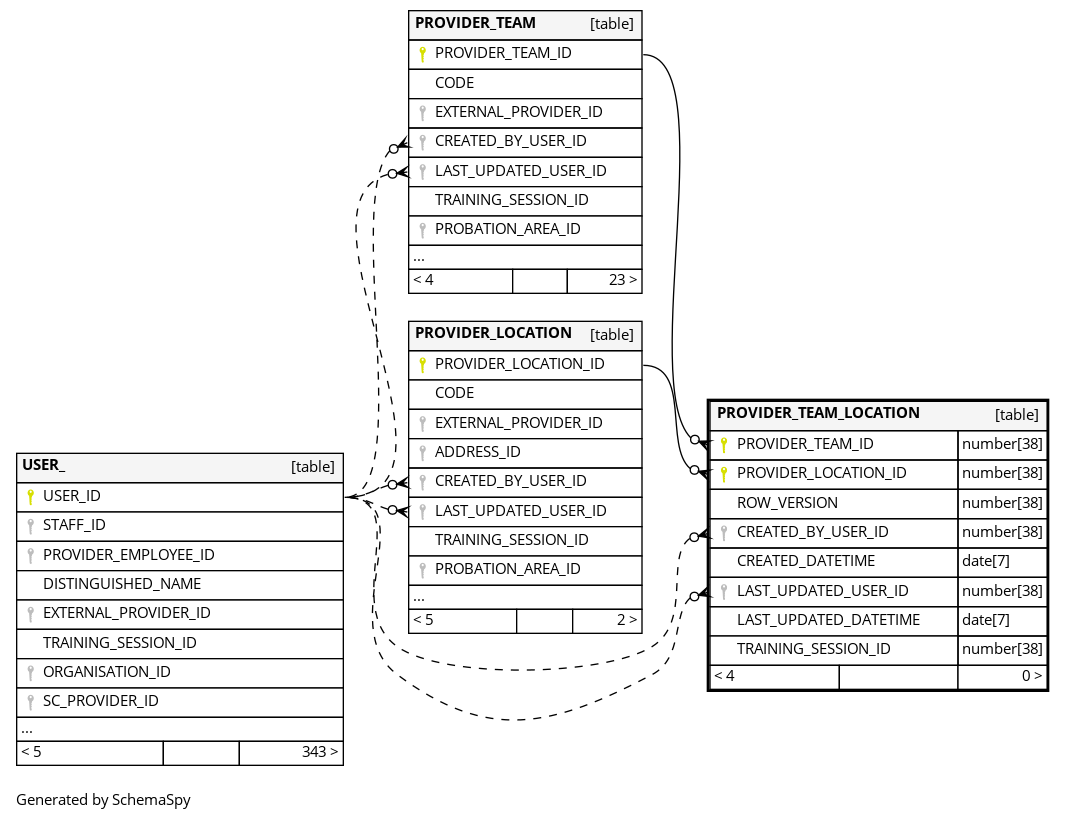 PROVIDER_TEAM [table]
PROVIDER_TEAM_ID
CODE
EXTERNAL_PROVIDER_ID
CREATED_BY_USER_ID
LAST_UPDATED_USER_ID
TRAINING_SESSION_ID
PROBATION_AREA_ID
...
< 4 23 >
PROVIDER_LOCATION [table]
PROVIDER_LOCATION_ID
CODE
EXTERNAL_PROVIDER_ID
ADDRESS_ID
CREATED_BY_USER_ID
LAST_UPDATED_USER_ID
TRAINING_SESSION_ID
PROBATION_AREA_ID
...
< 5 2 >
PROVIDER_TEAM_LOCATION [table]
PROVIDER_TEAM_ID number[38]
PROVIDER_LOCATION_ID number[38]
ROW_VERSION number[38]
CREATED_BY_USER_ID number[38]
CREATED_DATETIME date[7]
LAST_UPDATED_USER_ID number[38]
LAST_UPDATED_DATETIME date[7]
TRAINING_SESSION_ID number[38]
< 4 0 >
USER_ [table]
USER_ID
STAFF_ID
PROVIDER_EMPLOYEE_ID
DISTINGUISHED_NAME
EXTERNAL_PROVIDER_ID
TRAINING_SESSION_ID
ORGANISATION_ID
SC_PROVIDER_ID
...
< 5 343 >
Generated by SchemaSpy